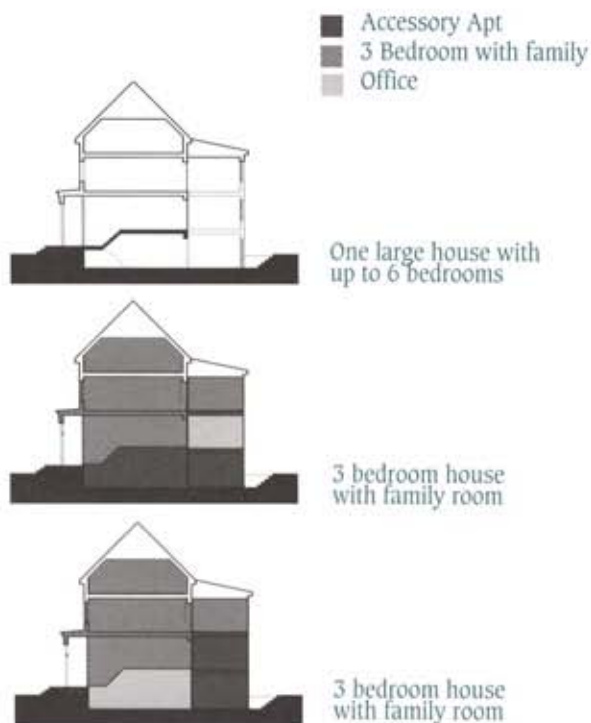 Accessory Apt
3 Bedroom with family
Office
One large house with
up to 6 bedrooms
3 bedroom house
with family room
3 bedroom house
with family room